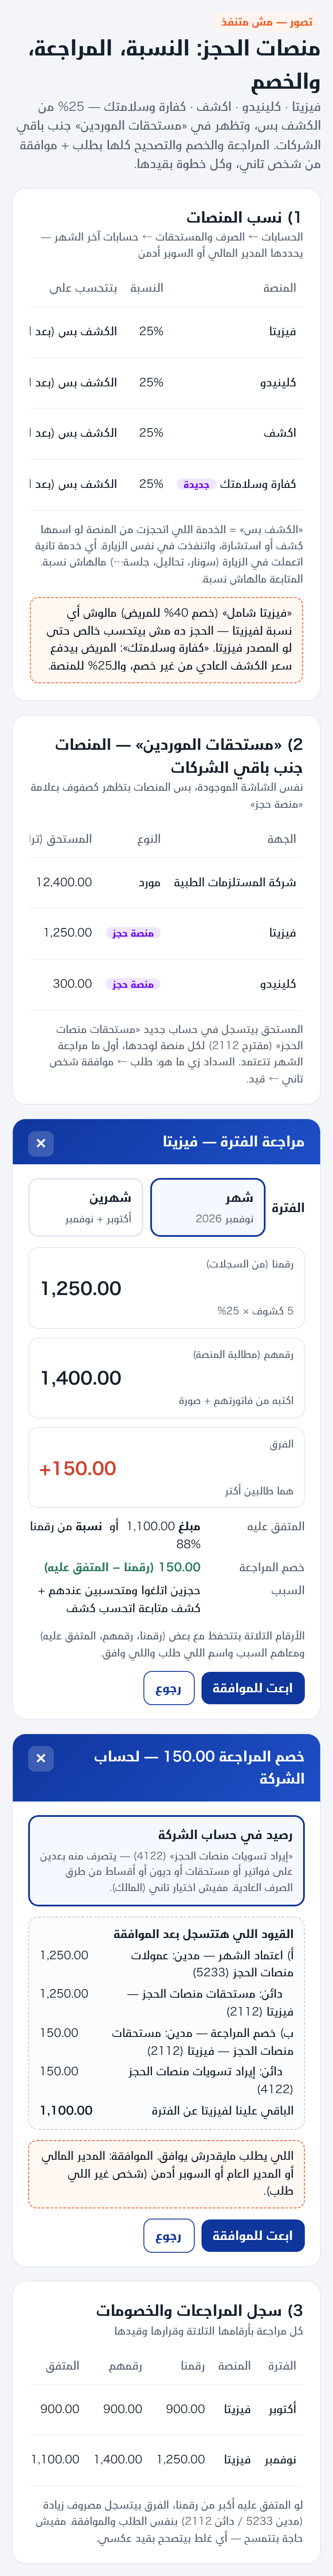 تصور — مش متنفذ
منصات الحجز: النسبة، المراجعة،
والخصم
فيزيتا · كلينيدو · اكشف · كفارة وسلامتك — 25% من
الكشف بس، وتظهر في «مستحقات الموردين» جنب باقي
الشركات. المراجعة والخصم والتصحيح كلها بطلب + موافقة
من شخص تاني، وكل خطوة بقيدها.
1) نسب المنصات
الحسابات ← الصرف والمستحقات ← حسابات آخر الشهر —
يحددها المدير المالي أو السوبر أدمن
المنصة النسبة بتتحسب على
فيزيتا 25% الكشف بس (بعد ا
كلينيدو 25% الكشف بس (بعد ا
اكشف 25% الكشف بس (بعد ا
كفارة وسلامتك جديدة 25% الكشف بس (بعد ا
«الكشف بس» = الخدمة اللي اتحجزت من المنصة لو اسمها
كشف أو استشارة، واتنفذت في نفس الزيارة. أي خدمة تانية
اتعملت في الزيارة (سونار، تحاليل، جلسة…) مالهاش نسبة.
المتابعة مالهاش نسبة.
«فيزيتا شامل» (خصم 40% للمريض) مالوش أي
نسبة لفيزيتا — الحجز ده مش بيتحسب خالص حتى
لو المصدر فيزيتا. «كفارة وسلامتك»: المريض بيدفع
سعر الكشف العادي من غير خصم، والـ25% للمنصة.
2) «مستحقات الموردين» — المنصات
جنب باقي الشركات
نفس الشاشة الموجودة، بس المنصات بتظهر كصفوف بعلامة
«منصة حجز»
الجهة النوع المستحق (ترا
شركة المستلزمات الطبية مورد 12,400.00
فيزيتا منصة حجز 1,250.00
كلينيدو منصة حجز 300.00
المستحق بيتسجل في حساب جديد «مستحقات منصات
الحجز» (مقترح 2112) لكل منصة لوحدها، أول ما مراجعة
الشهر تتعتمد. السداد زي ما هو: طلب ← موافقة شخص
تاني ← قيد.
مراجعة الفترة — فيزيتا
×
الفترة
شهر
نوفمبر 2026
شهرين
أكتوبر + نوفمبر
رقمنا (من السجلات)
1,250.00
5 كشوف × 25%
رقمهم (مطالبة المنصة)
1,400.00
اكتبه من فاتورتهم + صورة
الفرق
+150.00
هما طالبين أكتر
المتفق عليه مبلغ 1,100.00 أو نسبة من رقمنا
88%
خصم المراجعة 150.00 (رقمنا − المتفق عليه)
السبب حجزين اتلغوا ومتحسبين عندهم +
كشف متابعة اتحسب كشف
الأرقام التلاتة بتتحفظ مع بعض (رقمنا، رقمهم، المتفق عليه)
ومعاهم السبب واسم اللي طلب واللي وافق.
ابعت للموافقة رجوع
خصم المراجعة 150.00 — لحساب
الشركة
×
رصيد في حساب الشركة
«إيراد تسويات منصات الحجز» (4122) — يتصرف منه بعدين
على فواتير أو مستحقات أو ديون أو أقساط من طرق
الصرف العادية. مفيش اختيار تاني (المالك).
القيود اللي هتتسجل بعد الموافقة
أ) اعتماد الشهر — مدين: عمولات 1,250.00
منصات الحجز (5233)
دائن: مستحقات منصات الحجز — 1,250.00
فيزيتا (2112)
ب) خصم المراجعة — مدين: مستحقات 150.00
منصات الحجز — فيزيتا (2112)
دائن: إيراد تسويات منصات الحجز 150.00
(4122)
الباقي علينا لفيزيتا عن الفترة 1,100.00
اللي يطلب مايقدرش يوافق. الموافقة: المدير المالي
أو المدير العام أو السوبر أدمن (شخص غير اللي
طلب).
ابعت للموافقة رجوع
3) سجل المراجعات والخصومات
كل مراجعة بأرقامها التلاتة وقرارها وقيدها
الفترة المنصة رقمنا رقمهم المتفق
أكتوبر فيزيتا 900.00 900.00 900.00
نوفمبر فيزيتا 1,250.00 1,400.00 1,100.00
لو المتفق عليه أكبر من رقمنا، الفرق بيتسجل مصروف زيادة
(مدين 5233 / دائن 2112) بنفس الطلب والموافقة. مفيش
حاجة بتتمسح — أي غلط بيتصحح بقيد عكسي.